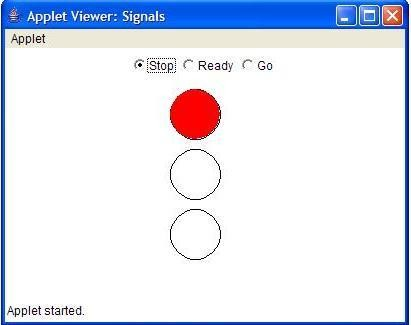 Applet Viewer: Signals
Applet
Stop Ready Go
Applet started.